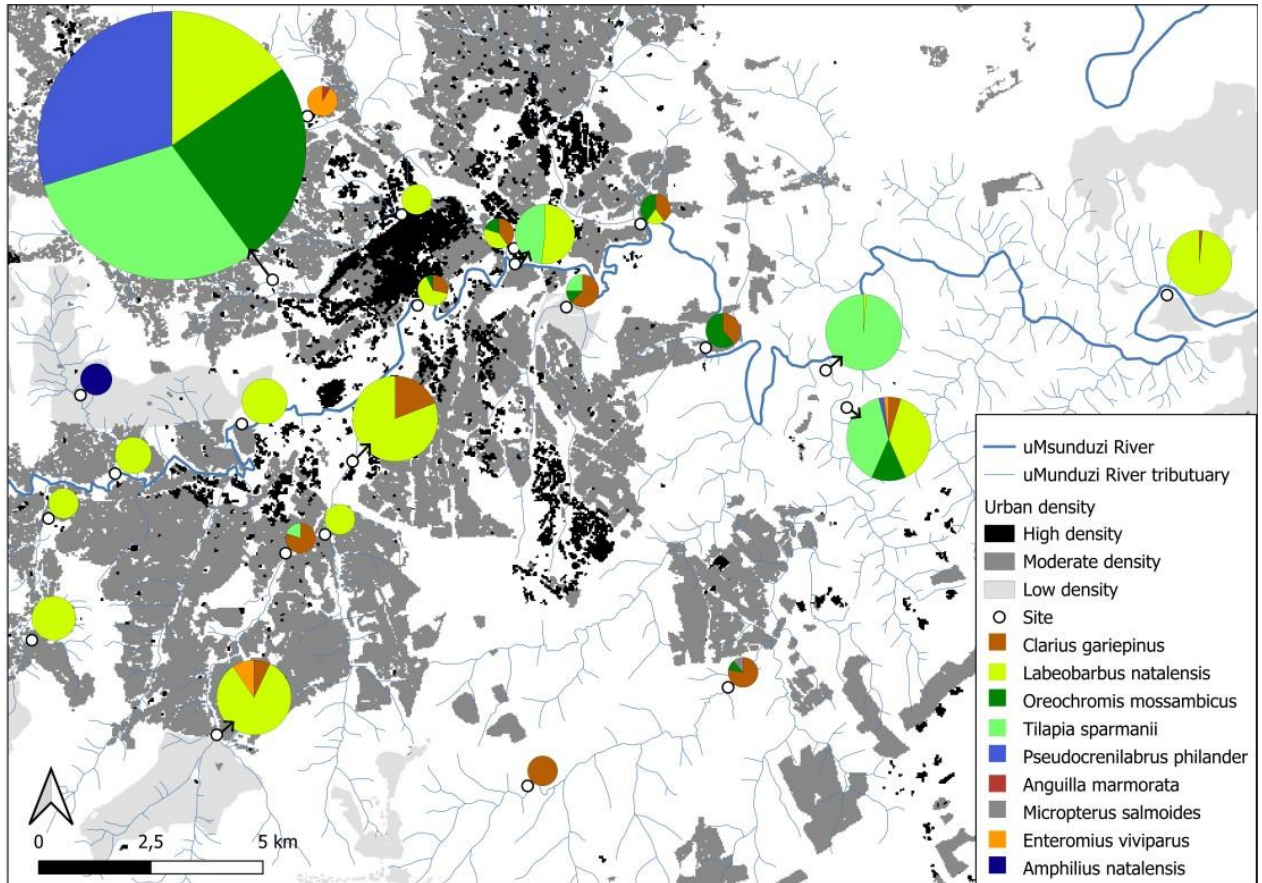 uMsunduzi River
uMunduzi River tributuary
Urban density
High density
Moderate density
Low density
Site
Clarius gariepinus
Labeobarbus natalensis
Oreochromis mossambicus
Tilapia sparmanii
Pseudocrenilabrus philander
Anguilla marmorata
Micropterus salmoides
Enteromius viviparus
Amphilius natalensis
0 2,5 5 km